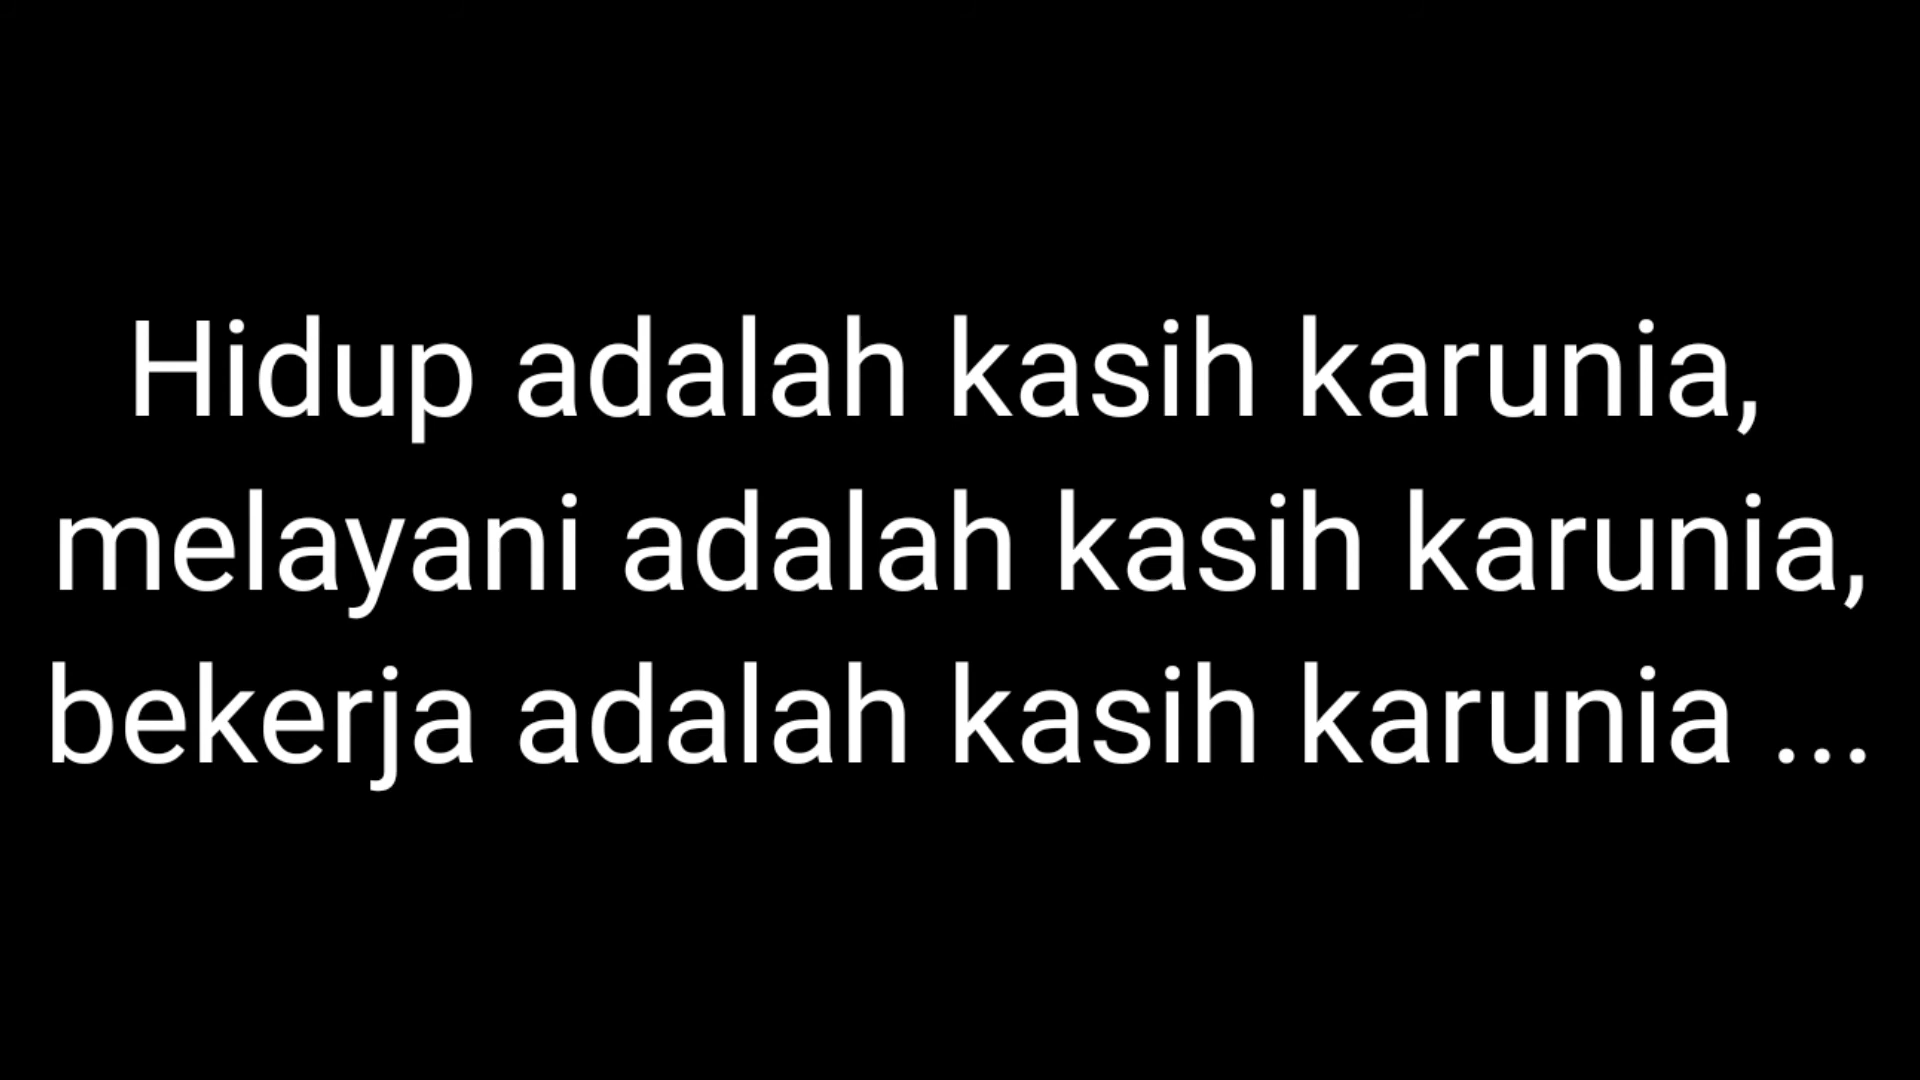 Hidup adalah kasih karunia,
melayani adalah kasih karunia,
bekerja adalah kasih karunia ...